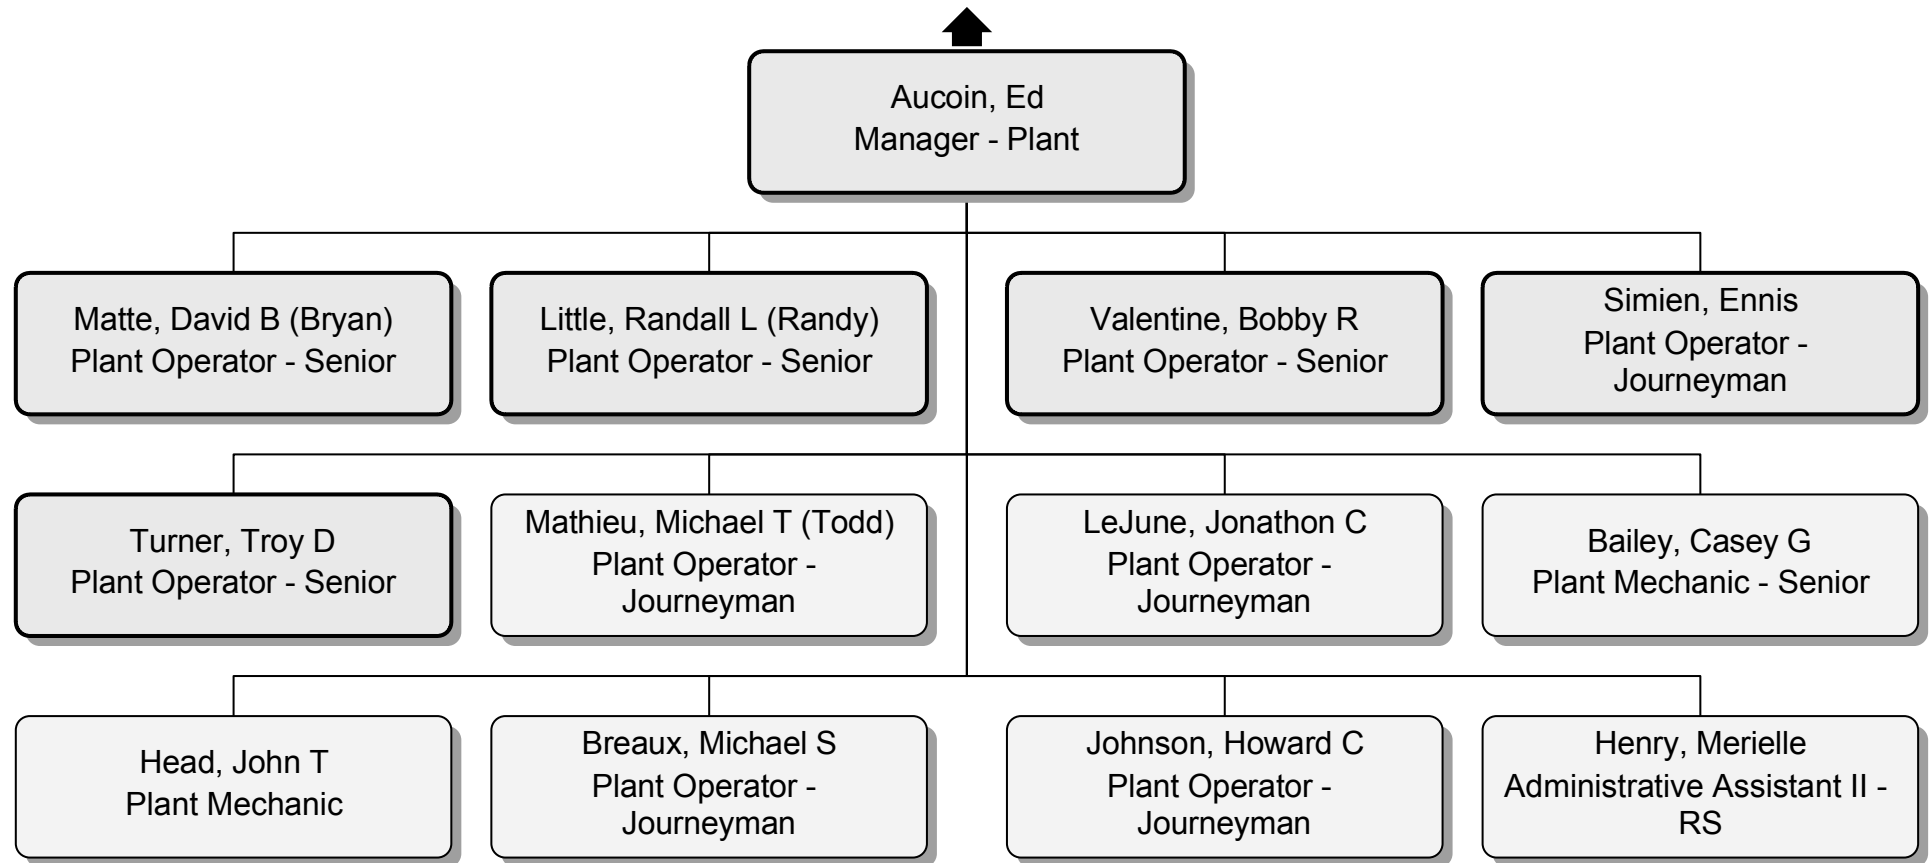 Aucoin, Ed
Manager - Plant
Matte, David B (Bryan)
Plant Operator - Senior
Little, Randall L (Randy)
Plant Operator - Senior
Valentine, Bobby R
Plant Operator - Senior
Simien, Ennis
Plant Operator -
Journeyman
Turner, Troy D
Plant Operator - Senior
Mathieu, Michael T (Todd)
Plant Operator -
Journeyman
LeJune, Jonathon C
Plant Operator -
Journeyman
Bailey, Casey G
Plant Mechanic - Senior
Head, John T
Plant Mechanic
Breaux, Michael S
Plant Operator -
Journeyman
Johnson, Howard C
Plant Operator -
Journeyman
Henry, Merielle
Administrative Assistant II -
RS